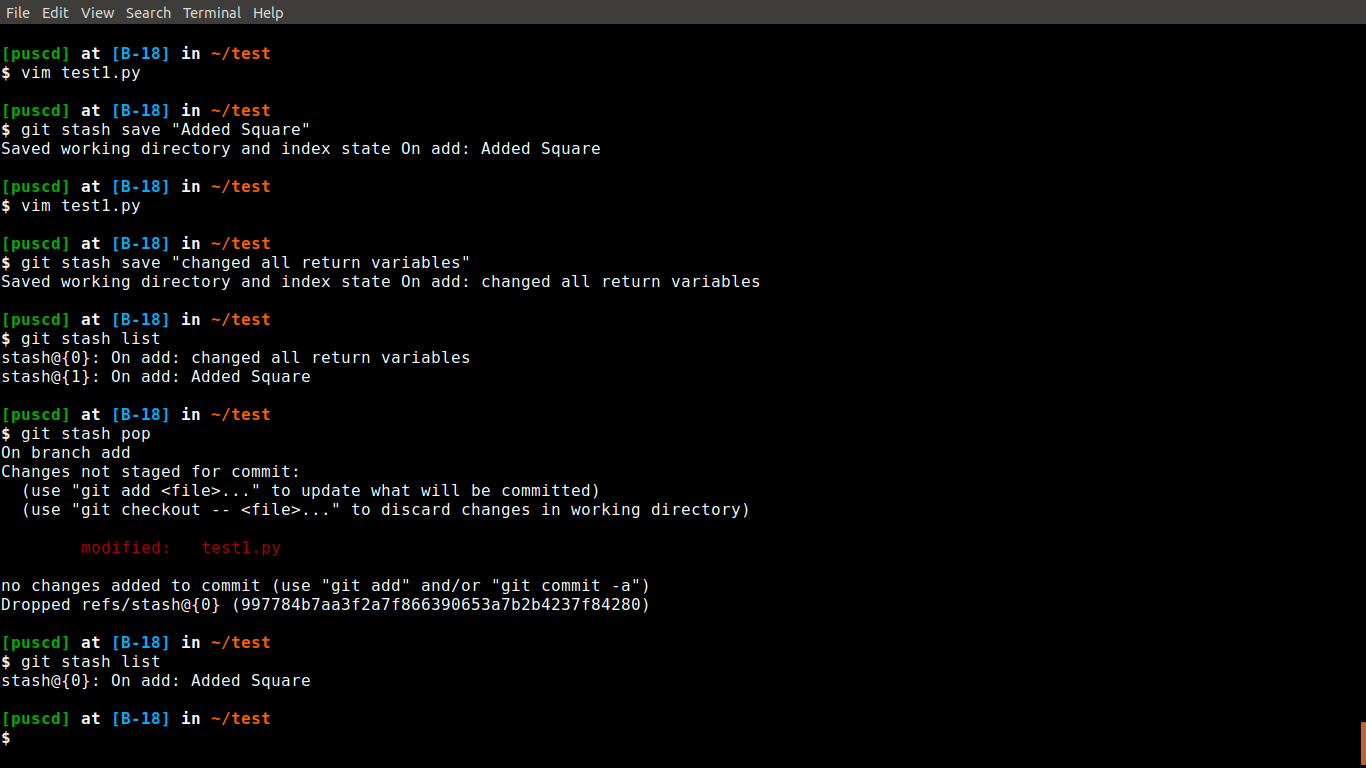 File Edit View Search Terminal Help
[puscd] at [B-18] in ~/test
$ vim test1.py
[puscd] at [B-18] in ~/test
$ git stash save "Added Square"
Saved working directory and index state On add: Added Square
[puscd] at [B-18] in ~/test
$ vim test1.py
[puscd] at [B-18] in ~/test
$ git stash save "changed all return variables"
Saved working directory and index state On add: changed all return variables
[puscd] at [B-18] in ~/test
$ git stash list
stash@{0}: On add: changed all return variables
stash@{1}: On add: Added Square
[puscd] at [B-18] in ~/test
$ git stash pop
On branch add
Changes not staged for commit:
  (use "git add <file>..." to update what will be committed)
  (use "git checkout -- <file>..." to discard changes in working directory)
        modified:   test1.py
no changes added to commit (use "git add" and/or "git commit -a")
Dropped refs/stash@{0} (997784b7aa3f2a7f866390653a7b2b4237f84280)
[puscd] at [B-18] in ~/test
$ git stash list
stash@{0}: On add: Added Square
[puscd] at [B-18] in ~/test
$